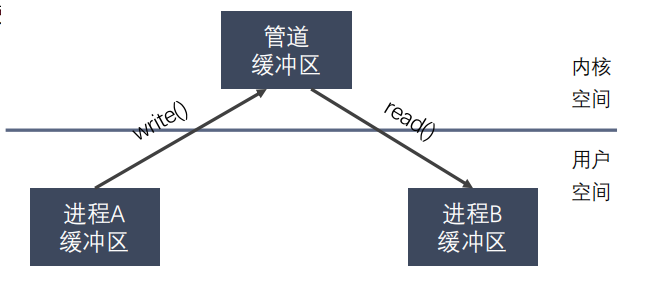 管道
缓冲区
内核
空间
write()
read()
用户
空间
进程A
缓冲区
进程B
缓冲区